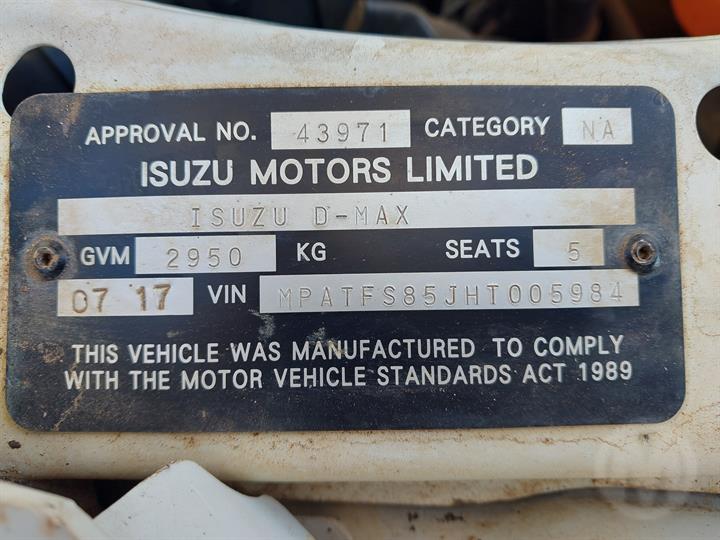 APPROVAL NO. 43971 CATEGORY NA
ISUZU MOTORS LIMITED
ISUZU D-MAX
GVM 2950 KG SEATS 5
07 17 VIN MPATFS85JHT005984
THIS VEHICLE WAS MANUFACTURED TO COMPLY
WITH THE MOTOR VEHICLE STANDARDS ACT 1989